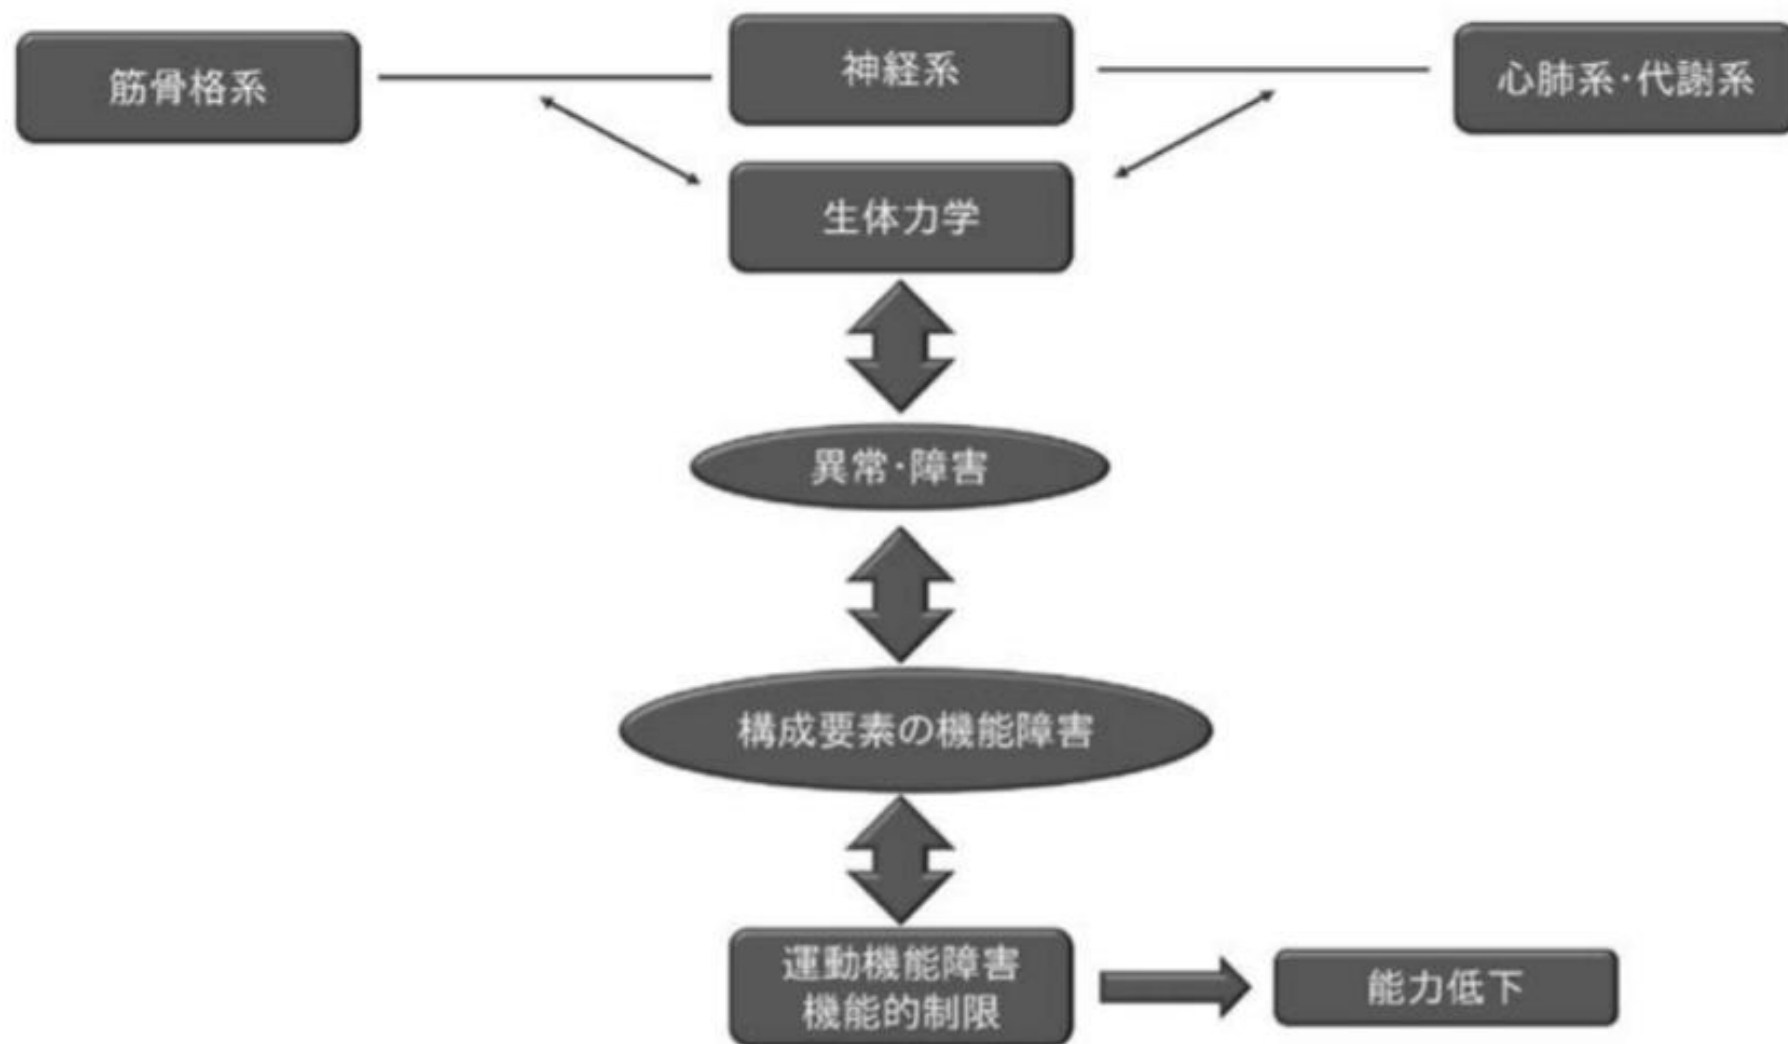 筋骨格系
神経系
心肺系・代謝系
生体力学
異常・障害
構成要素の機能障害
運動機能障害
機能的制限
能力低下